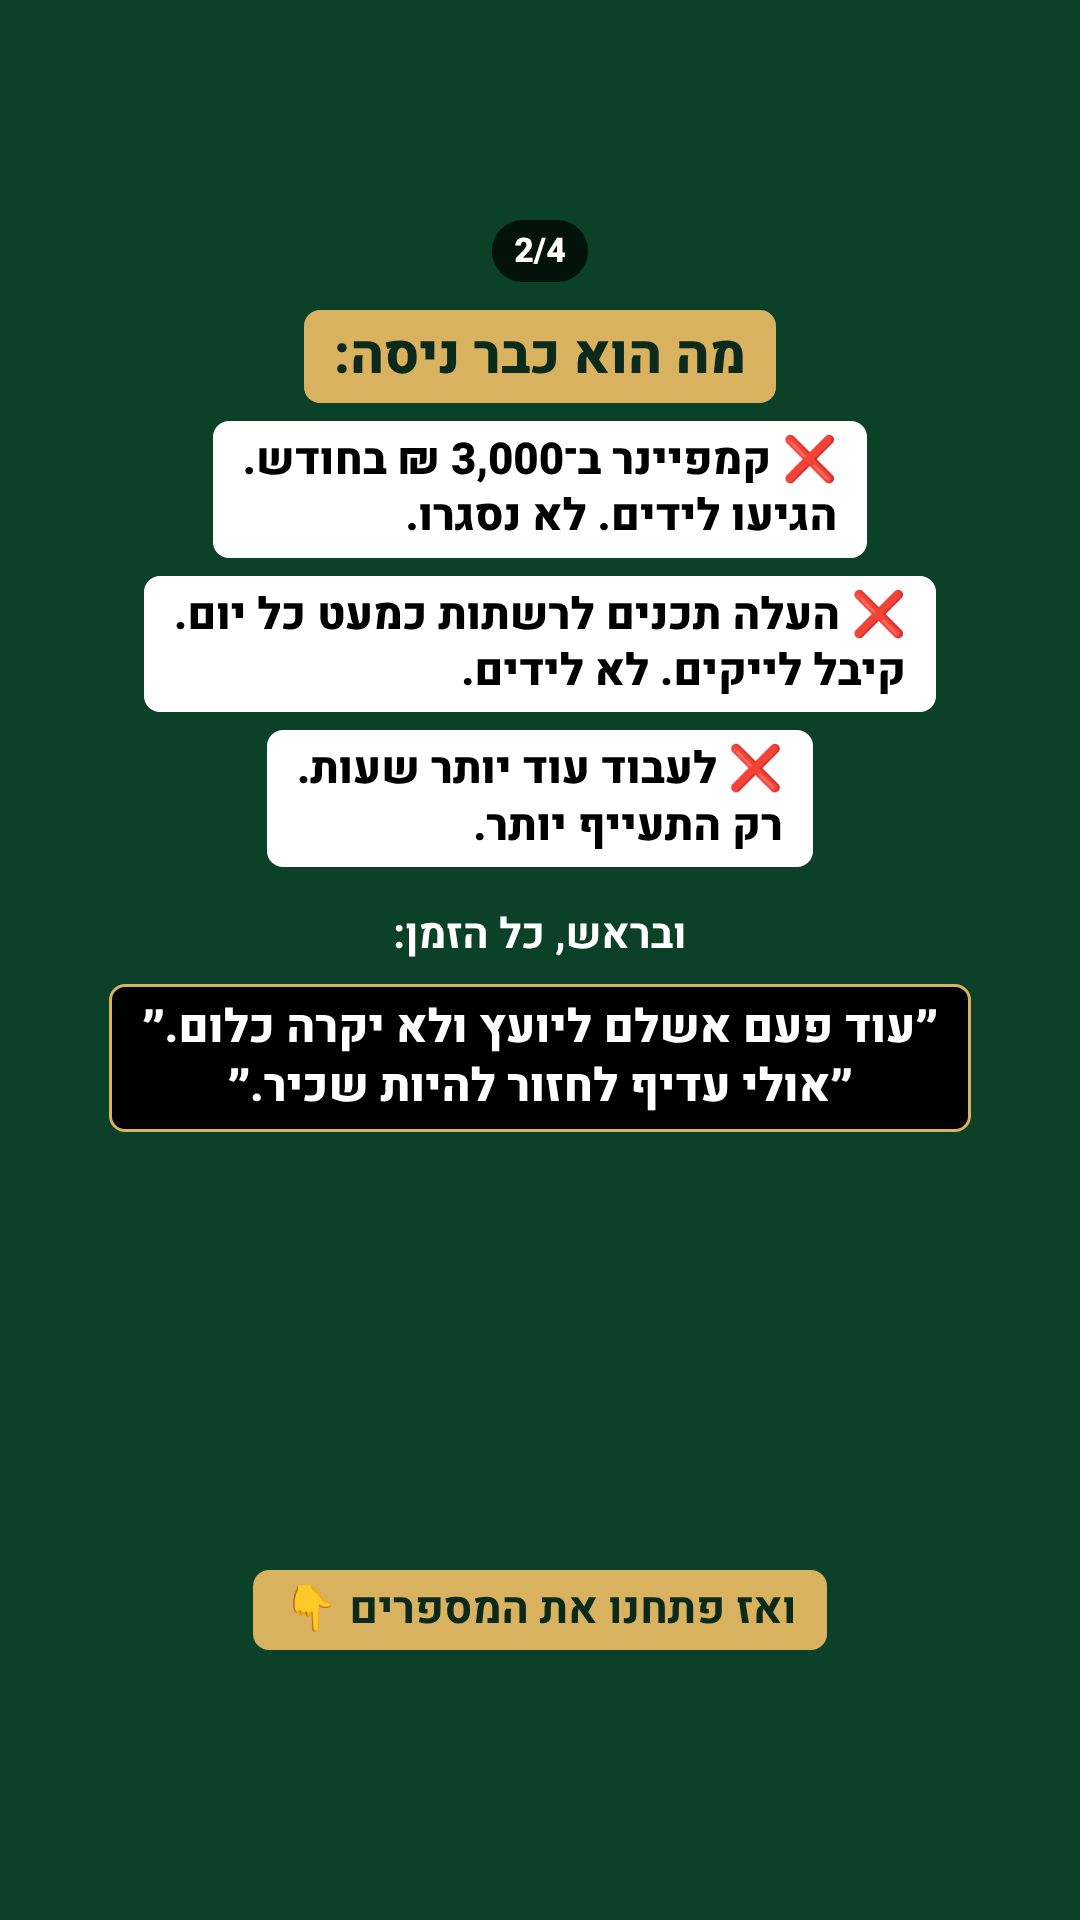 2/4
מה הוא כבר ניסה:
❌ קמפיינר ב־3,000 ₪ בחודש.
הגיעו לידים. לא נסגרו.
❌ העלה תכנים לרשתות כמעט כל יום.
קיבל לייקים. לא לידים.
❌ לעבוד עוד יותר שעות.
רק התעייף יותר.
ובראש, כל הזמן:
״עוד פעם אשלם ליועץ ולא יקרה כלום.״
״אולי עדיף לחזור להיות שכיר.״
ואז פתחנו את המספרים 👇